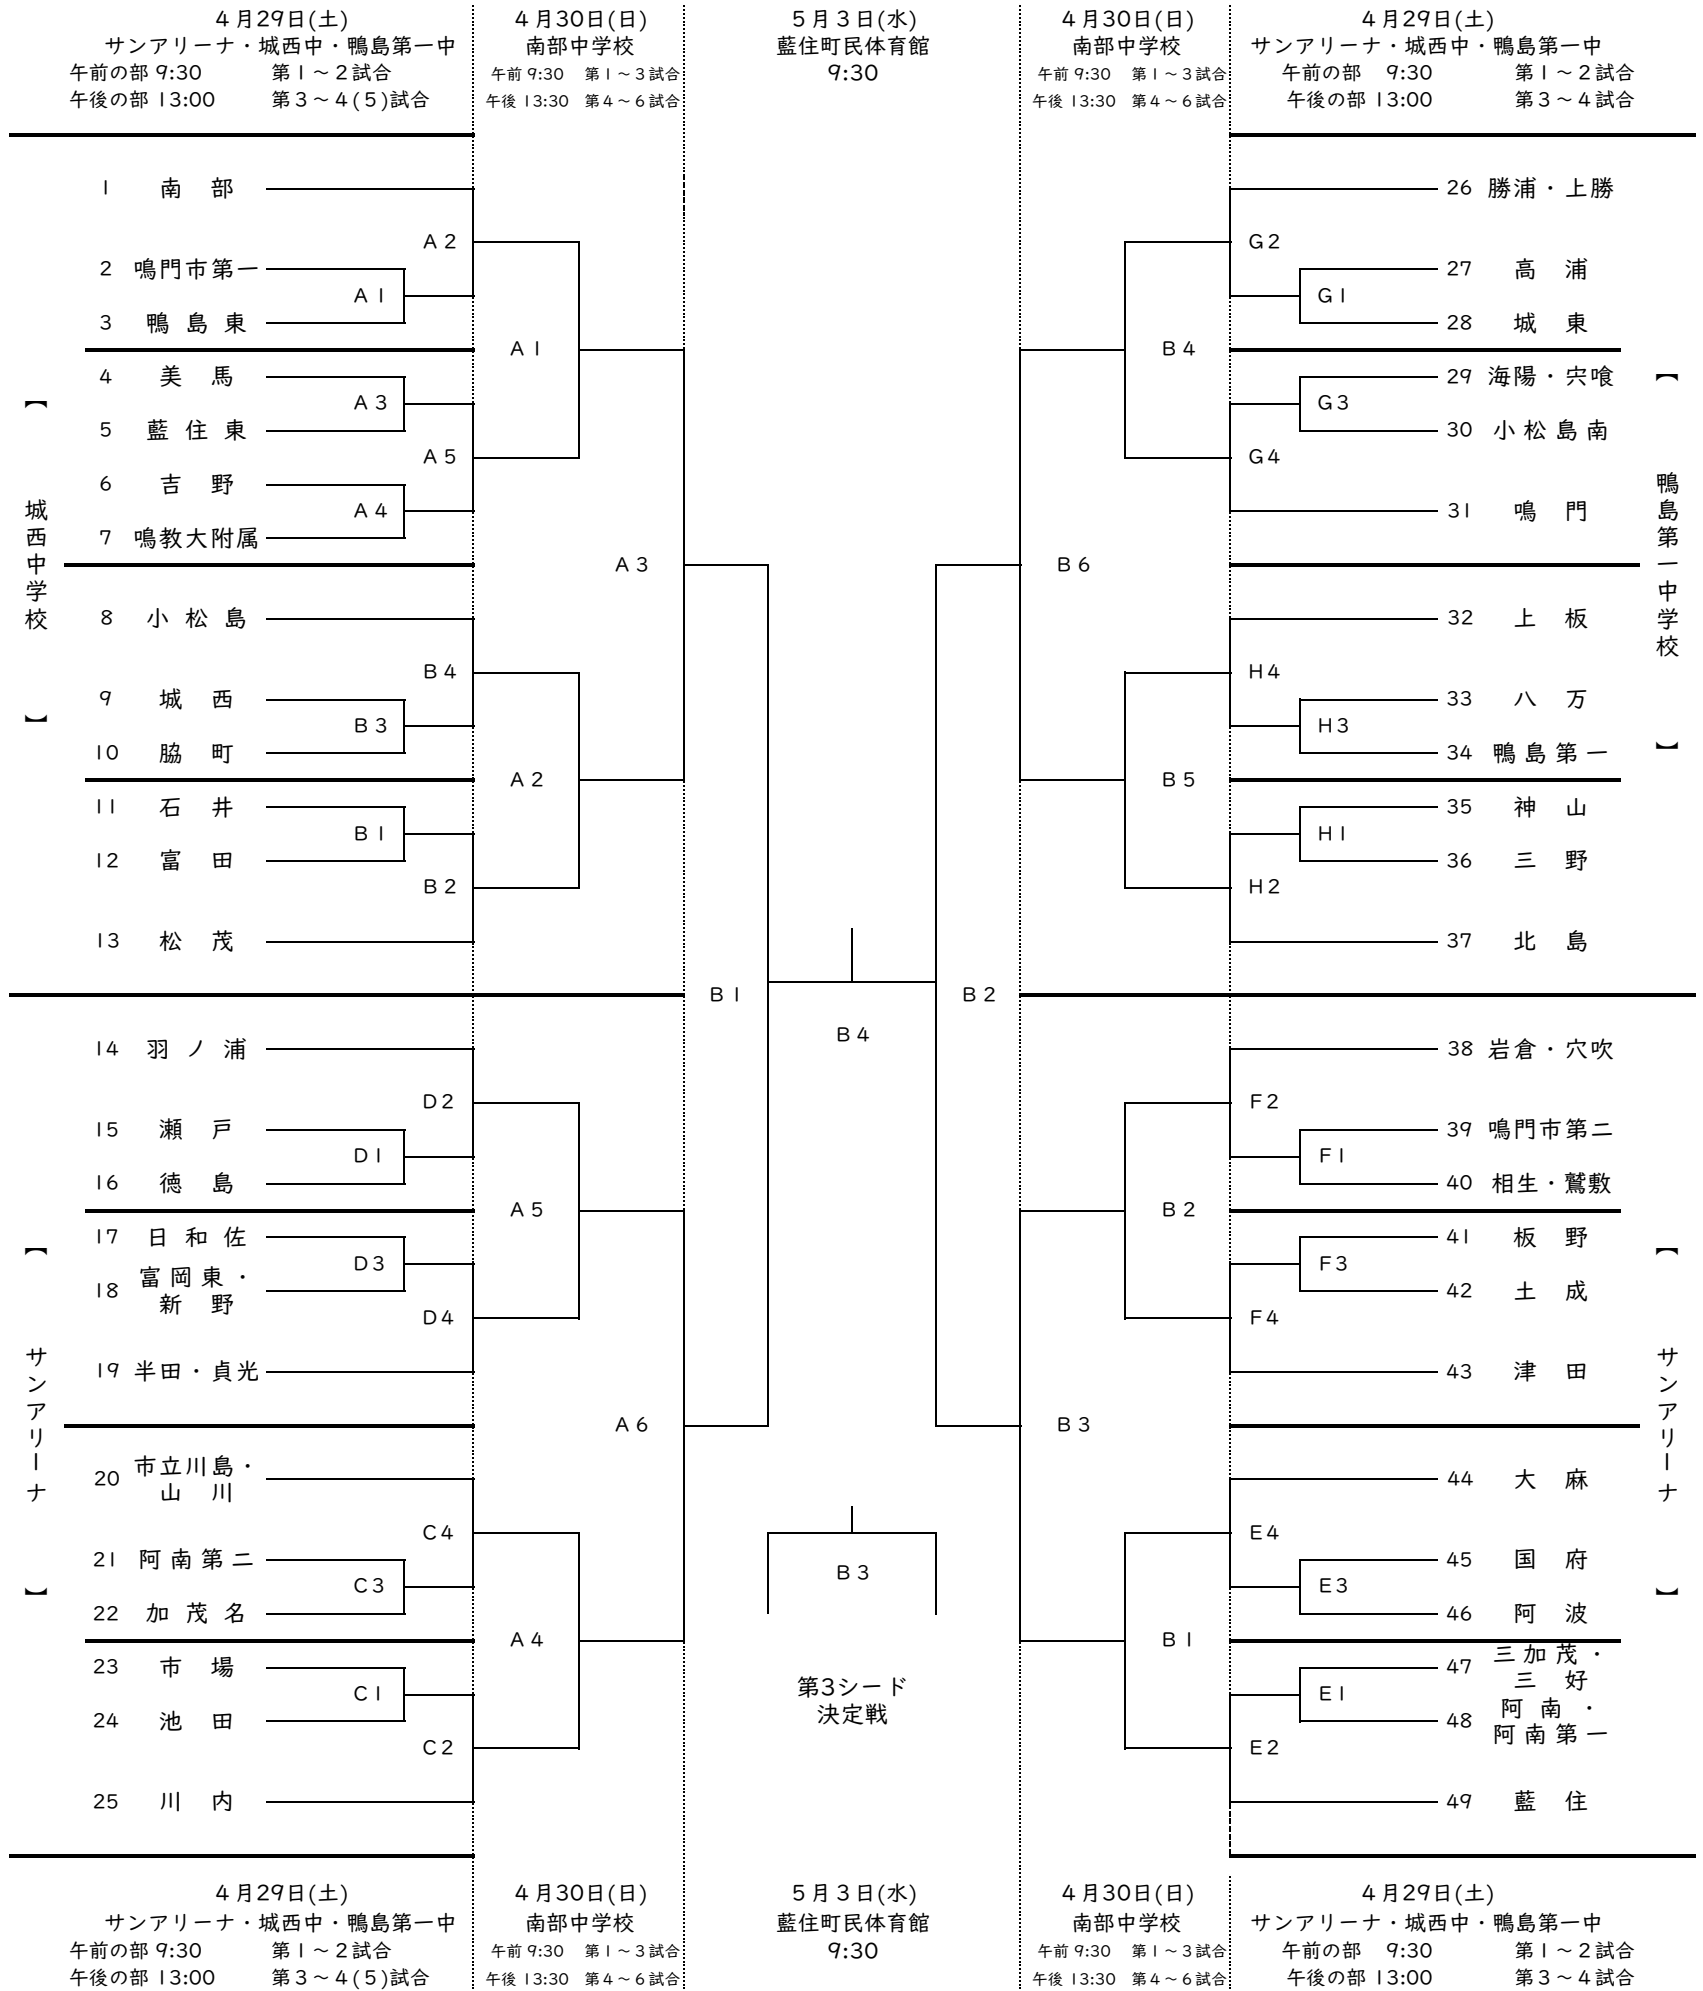 ４月29日(土)
サンアリーナ・城西中・鴨島第一中
午前の部 9:30 第１～２試合
午後の部 13:00 第３～４(５)試合
４月30日(日)
南部中学校
午前 9:30 第１～３試合
午後 13:30 第４～６試合
５月３日(水)
藍住町民体育館
9:30
４月30日(日)
南部中学校
午前 9:30 第１～３試合
午後 13:30 第４～６試合
４月29日(土)
サンアリーナ・城西中・鴨島第一中
午前の部 9:30 第１～２試合
午後の部 13:00 第３～４試合
【城西中学校】
1 南 部
A２
2 鳴門市第一
A１
3 鴨 島 東
A１
4 美 馬
A３
5 藍 住 東
A５
6 吉 野
A４
7 鳴教大附属
A３
8 小 松 島
B４
9 城 西
B３
10 脇 町
A２
11 石 井
B１
12 富 田
B２
13 松 茂
B１
【サンアリーナ】
14 羽 ノ 浦
D２
15 瀬 戸
D１
16 徳 島
A５
17 日 和 佐
D３
18 富 岡 東 ・
新 野
D４
19 半田・貞光
A６
20 市立川島・
山 川
C４
21 阿 南 第 二
C３
22 加 茂 名
A４
23 市 場
C１
24 池 田
C２
25 川 内
B４
B３
第3シード
決定戦
【鴨島第一中学校】
26 勝浦・上勝
G２
27 高 浦
G１
28 城 東
B４
29 海陽・宍喰
G３
30 小 松 島 南
G４
31 鳴 門
B６
32 上 板
H４
33 八 万
H３
34 鴨 島 第 一
B５
35 神 山
H１
36 三 野
H２
37 北 島
B２
【サンアリーナ】
38 岩倉・穴吹
F２
39 鳴門市第二
F１
40 相生・鷲敷
B２
41 板 野
F３
42 土 成
F４
43 津 田
B３
44 大 麻
E４
45 国 府
E３
46 阿 波
B１
47 三 加 茂 ・
三 好
E１
48 阿 南 ・
阿 南 第 一
E２
49 藍 住
４月29日(土)
サンアリーナ・城西中・鴨島第一中
午前の部 9:30 第１～２試合
午後の部 13:00 第３～４(５)試合
４月30日(日)
南部中学校
午前 9:30 第１～３試合
午後 13:30 第４～６試合
５月３日(水)
藍住町民体育館
9:30
４月30日(日)
南部中学校
午前 9:30 第１～３試合
午後 13:30 第４～６試合
４月29日(土)
サンアリーナ・城西中・鴨島第一中
午前の部 9:30 第１～２試合
午後の部 13:00 第３～４試合